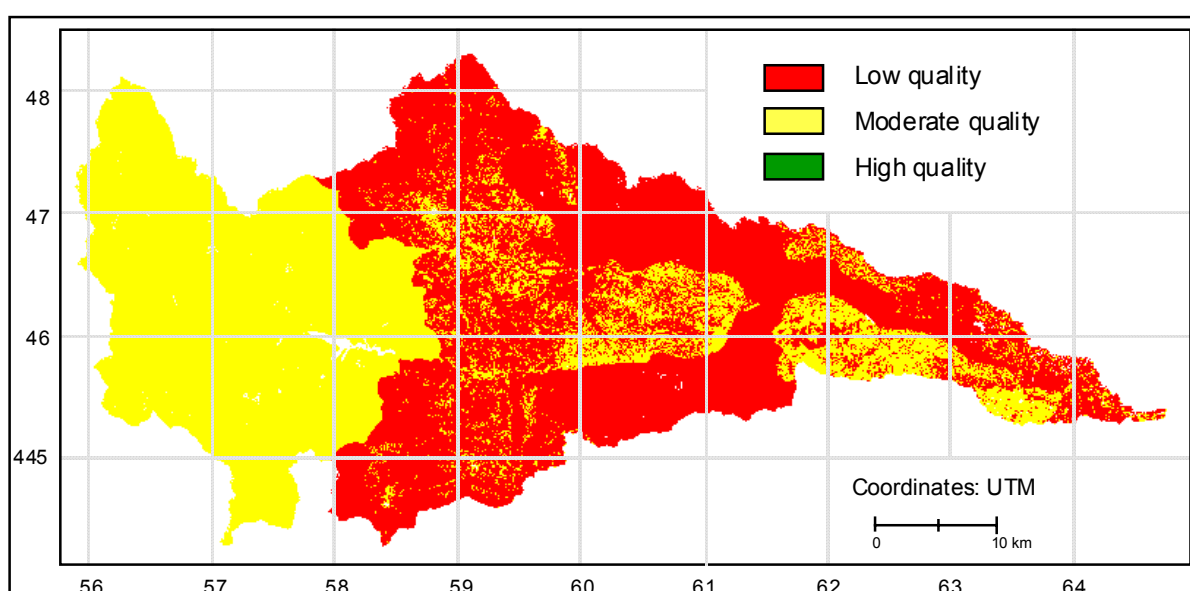 Low quality
Moderate quality
High quality
48
47
46
445
Coordinates: UTM
0 10 km
56 57 58 59 60 61 62 63 64